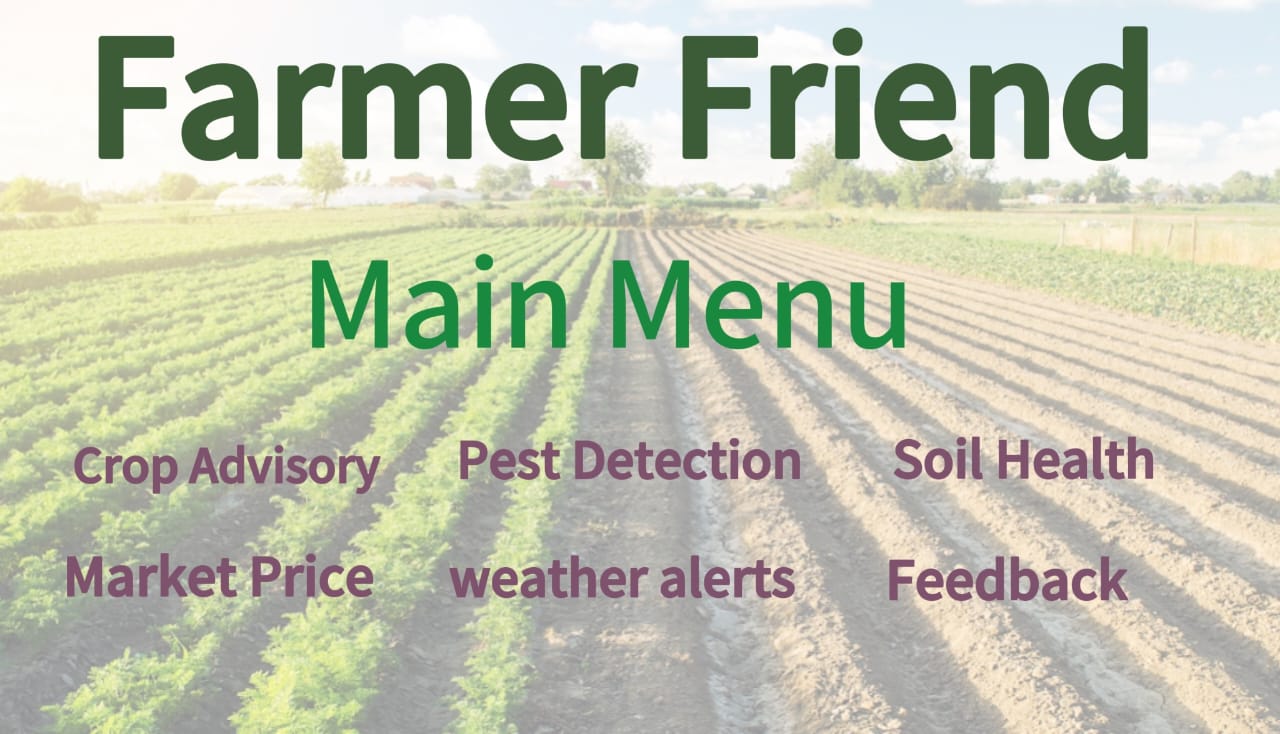 Farmer Friend
Main Menu
Crop Advisory Pest Detection Soil Health
Market Price weather alerts Feedback